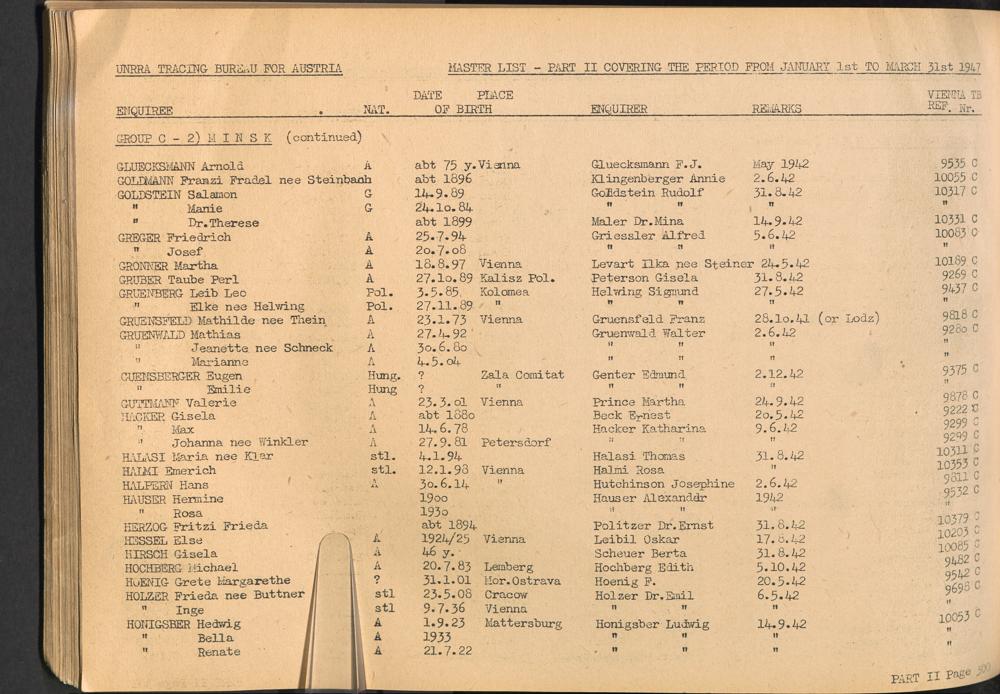 UNRRA TRACING BUREAU FOR AUSTRIA MASTER LIST - PART II COVERING THE PERIOD FROM JANUARY 1st TO MARCH 31st 1947
DATE PLACE VIENNA TB
ENQUIREE . NAT. OF BIRTH ENQUIRER REMARKS REF. Nr.
GROUP C - 2) M I N S K (continued)
GLUECKSMANN Arnold A abt 75 y. Vienna Gluecksmann F.J. May 1942 9535 C
GOLDMANN Franzi Fradel nee Steinbach abt 1896 Klingenberger Annie 2.6.42 10055 C
GOLDSTEIN Salamon G 14.9.89 Goldstein Rudolf 31.8.42 10317 C
" Manie G 24.10.84 " " " "
" Dr.Therese abt 1899 Maler Dr.Mina 14.9.42 10331 C
GREGER Friedrich A 25.7.94 Griessler Alfred 5.6.42 10083 C
" Josef A 20.7.08 " " " "
GRONNER Martha A 18.8.97 Vienna Levart Ilka nee Steiner 24.5.42 10189 C
GRUBER Taube Perl A 27.10.89 Kalisz Pol. Peterson Gisela 31.8.42 9269 C
GRUENBERG Leib Leo Pol. 3.5.85 Kolomea Helwing Sigmund 27.5.42 9437 C
" Elke nee Helwing Pol. 27.11.89 " " " " "
GRUENSFELD Mathilde nee Thein A 23.1.73 Vienna Gruensfeld Franz 28.10.41 (or Lodz) 9818 C
GRUENWALD Mathias A 27.4.92 Gruenwald Walter 2.6.42 9280 C
" Jeanette nee Schneck A 30.6.80 " " " "
" Marianne A 4.5.04 " " " "
GUENSBERGER Eugen Hung. ? Zala Comitat Genter Edmund 2.12.42 9375 C
" Emilie Hung ? " " " " "
GUTTMANN Valerie A 23.3.01 Vienna Prince Martha 24.9.42 9878 C
HACKER Gisela A abt 1880 Beck Ernest 20.5.42 9222 C
" Max A 14.6.78 Hacker Katharina 9.6.42 9299 C
" Johanna nee Winkler A 27.9.81 Petersdorf " " " 9299 C
HALASI Maria nee Klar stl. 4.1.94 Halasi Thomas 31.8.42 10311 C
HALMI Emerich stl. 12.1.98 Vienna Halmi Rosa " 10353 C
HALPERN Hans A 30.6.14 " Hutchinson Josephine 2.6.42 9811 C
HAUSER Hermine 1900 Hauser Alexanddr 1942 9532 C
" Rosa 1930 " " " "
HERZOG Fritzi Frieda abt 1894 Politzer Dr.Ernst 31.8.42 10379 C
HESSEL Else A 1924/25 Vienna Leibil Oskar 17.8.42 10203 C
HIRSCH Gisela A 46 y. Scheuer Berta 31.8.42 10085 C
HOCHBERG Michael A 20.7.83 Lemberg Hochberg Edith 5.10.42 9482 C
HOENIG Grete Margarethe ? 31.1.01 Mor.Ostrava Hoenig F. 20.5.42 9542 C
HOLZER Frieda nee Buttner stl 23.5.08 Cracow Holzer Dr.Emil 6.5.42 9698 C
" Inge stl 9.7.36 Vienna " " " "
HONIGSBER Hedwig A 1.9.23 Mattersburg Honigsber Ludwig 14.9.42 10053 C
" Bella A 1933 " " " "
" Renate A 21.7.22 " " " "
PART II Page 300